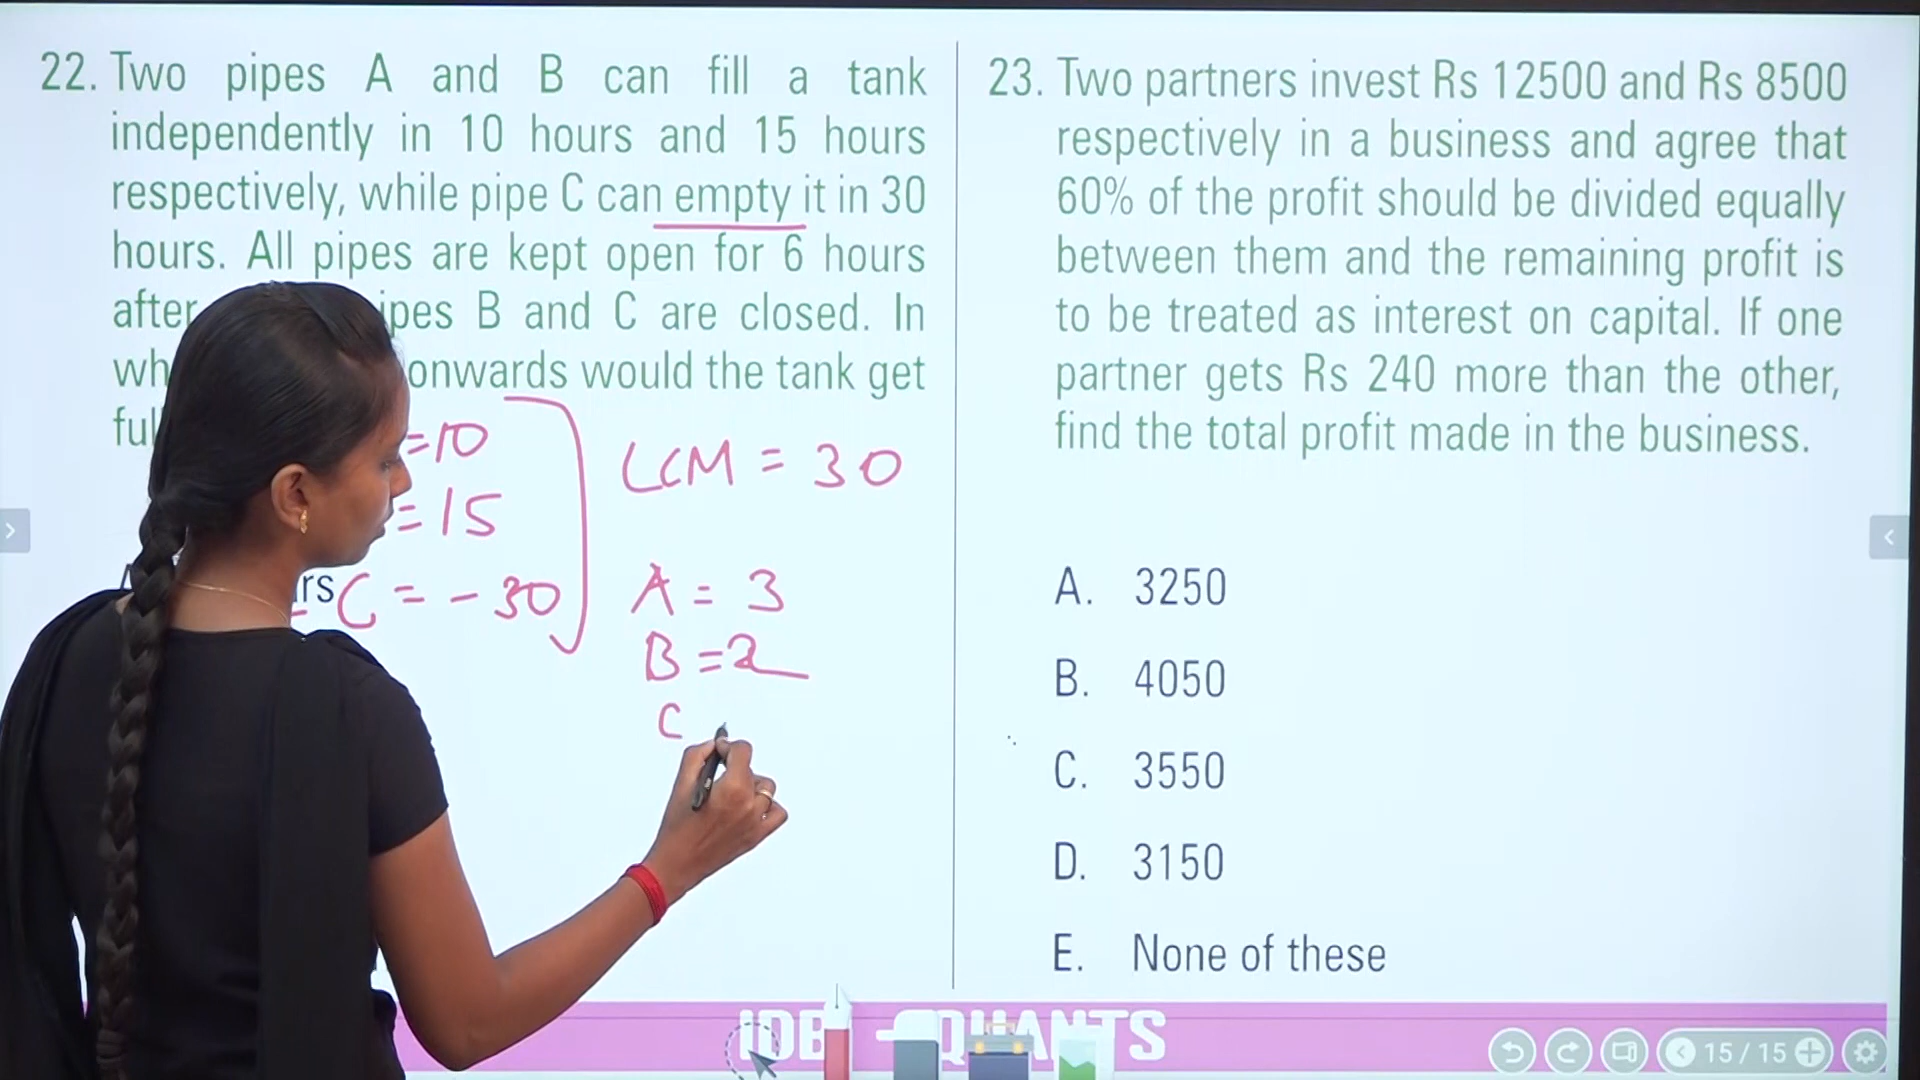 22. Two pipes A and B can fill a tank
independently in 10 hours and 15 hours
respectively, while pipe C can empty it in 30
hours. All pipes are kept open for 6 hours
after pes B and C are closed. In
wh onwards would the tank get
ful
=10
=15
rs C = -30
LCM = 30
A = 3
B = 2
C
23. Two partners invest Rs 12500 and Rs 8500
respectively in a business and agree that
60% of the profit should be divided equally
between them and the remaining profit is
to be treated as interest on capital. If one
partner gets Rs 240 more than the other,
find the total profit made in the business.
A. 3250
B. 4050
C. 3550
D. 3150
E. None of these
15 / 15